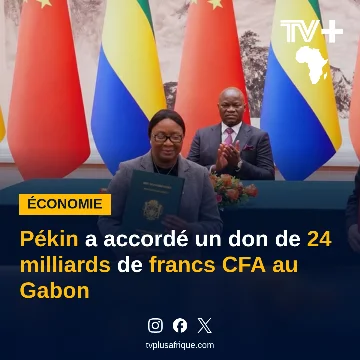 TV+
ÉCONOMIE
Pékin a accordé un don de 24
milliards de francs CFA au
Gabon
tvplusafrique.com